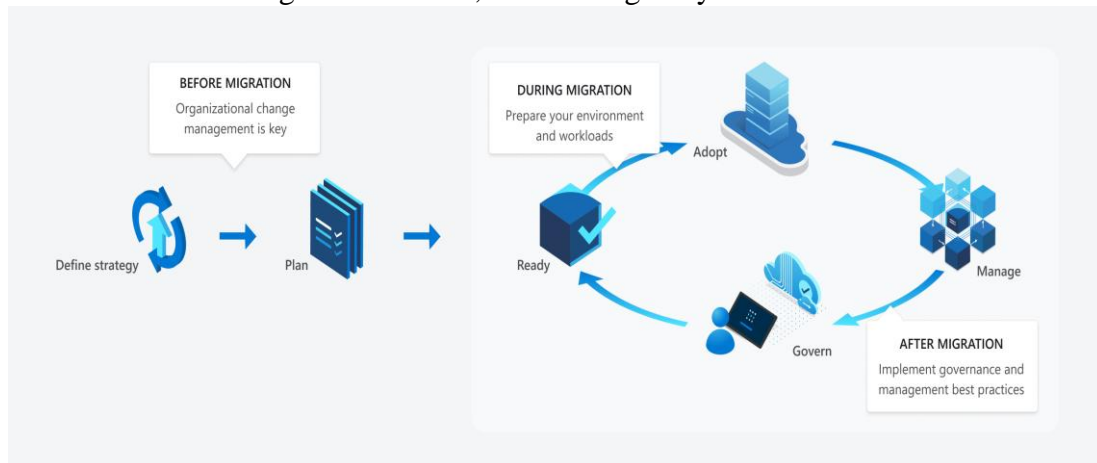 BEFORE MIGRATION
Organizational change
management is key
DURING MIGRATION
Prepare your environment
and workloads
Adopt
Define strategy
Plan
Ready
Manage
Govern
AFTER MIGRATION
Implement governance and
management best practices